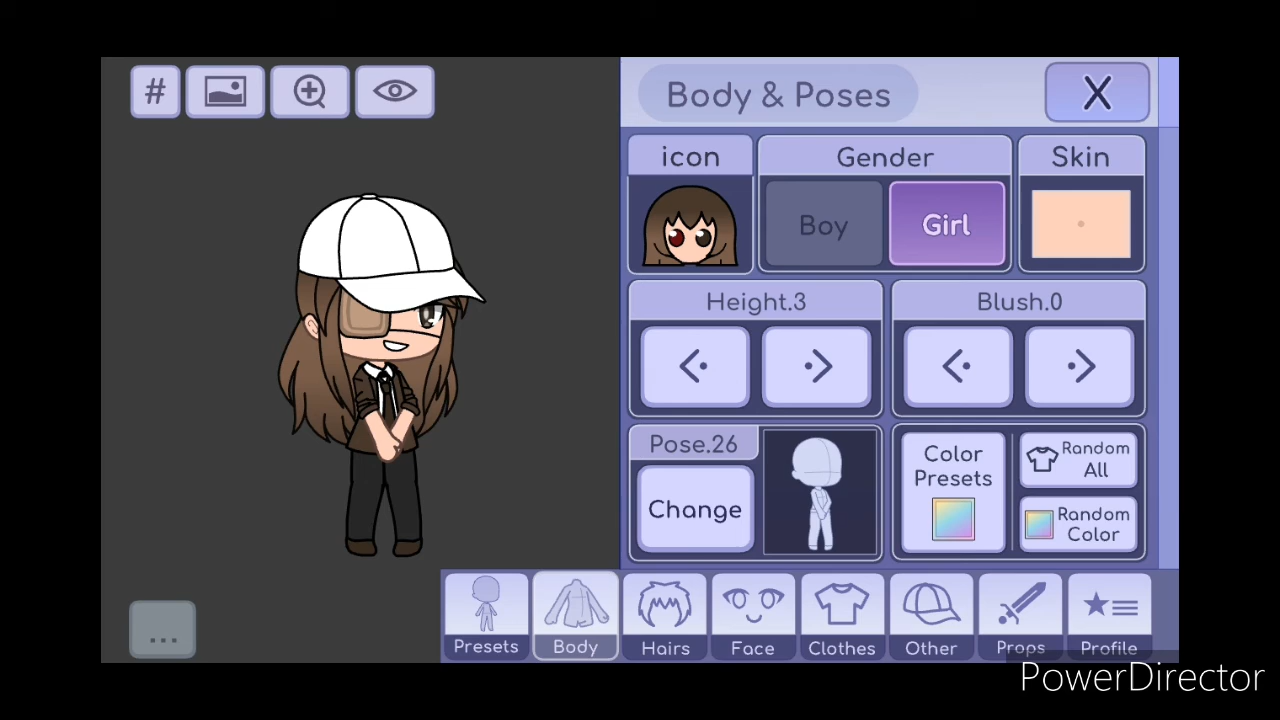 #
Body & Poses
X
icon
Gender
Skin
Boy
Girl
Height.3
Blush.0
Pose.26
Change
Color
Presets
Random
All
Random
Color
...
Presets
Body
Hairs
Face
Clothes
Other
Props
Profile
PowerDirector